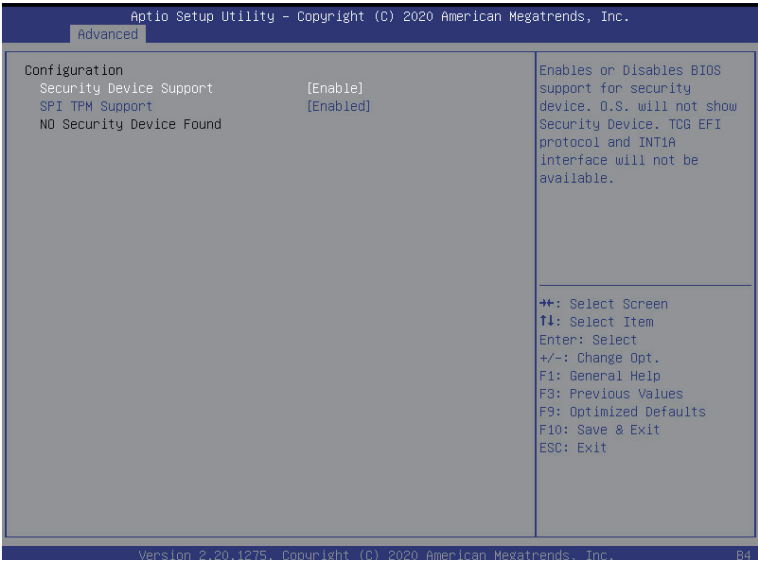 Aptio Setup Utility – Copyright (C) 2020 American Megatrends, Inc.
Advanced
Configuration
Security Device Support [Enable]
SPI TPM Support [Enabled]
NO Security Device Found
Enables or Disables BIOS
support for security
device. O.S. will not show
Security Device. TCG EFI
protocol and INT1A
interface will not be
available.
→←: Select Screen
↑↓: Select Item
Enter: Select
+/-: Change Opt.
F1: General Help
F3: Previous Values
F9: Optimized Defaults
F10: Save & Exit
ESC: Exit
Version 2.20.1275. Copyright (C) 2020 American Megatrends, Inc.
B4